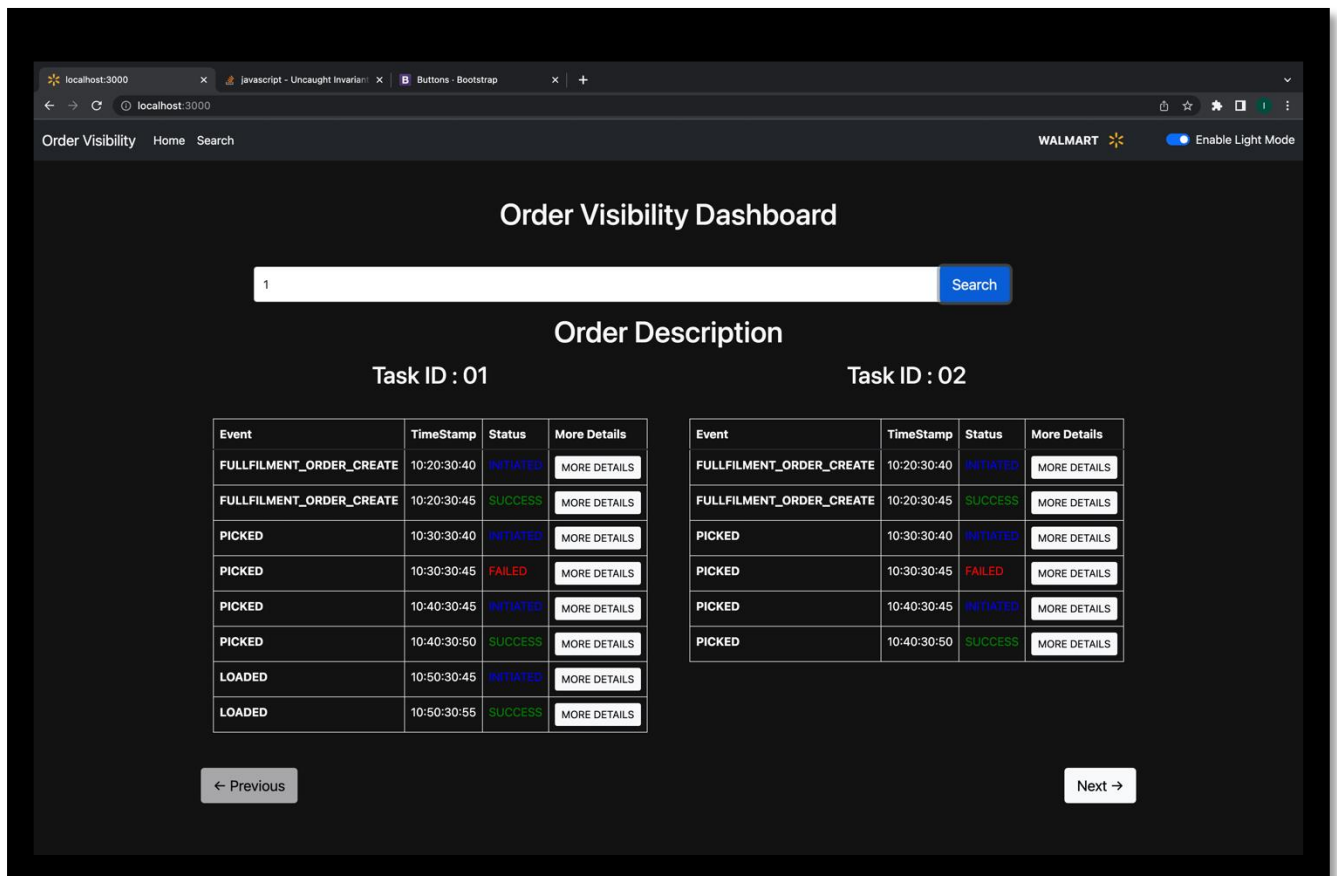 localhost:3000 javascript - Uncaught Invarian Buttons · Bootstrap
localhost:3000
Order Visibility Home Search WALMART Enable Light Mode
Order Visibility Dashboard
1 Search
Order Description
Task ID : 01
Event TimeStamp Status More Details
FULLFILMENT_ORDER_CREATE 10:20:30:40 INITIATED MORE DETAILS
FULLFILMENT_ORDER_CREATE 10:20:30:45 SUCCESS MORE DETAILS
PICKED 10:30:30:40 INITIATED MORE DETAILS
PICKED 10:30:30:45 FAILED MORE DETAILS
PICKED 10:40:30:45 INITIATED MORE DETAILS
PICKED 10:40:30:50 SUCCESS MORE DETAILS
LOADED 10:50:30:45 INITIATED MORE DETAILS
LOADED 10:50:30:55 SUCCESS MORE DETAILS
Task ID : 02
Event TimeStamp Status More Details
FULLFILMENT_ORDER_CREATE 10:20:30:40 INITIATED MORE DETAILS
FULLFILMENT_ORDER_CREATE 10:20:30:45 SUCCESS MORE DETAILS
PICKED 10:30:30:40 INITIATED MORE DETAILS
PICKED 10:30:30:45 FAILED MORE DETAILS
PICKED 10:40:30:45 INITIATED MORE DETAILS
PICKED 10:40:30:50 SUCCESS MORE DETAILS
← Previous
Next →